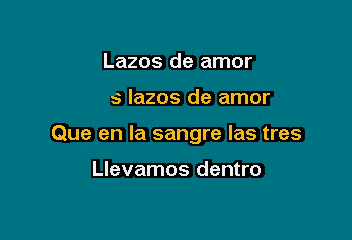 Lazos de amor
s lazos de amor
Que en la sangre las tres
Llevamos dentro